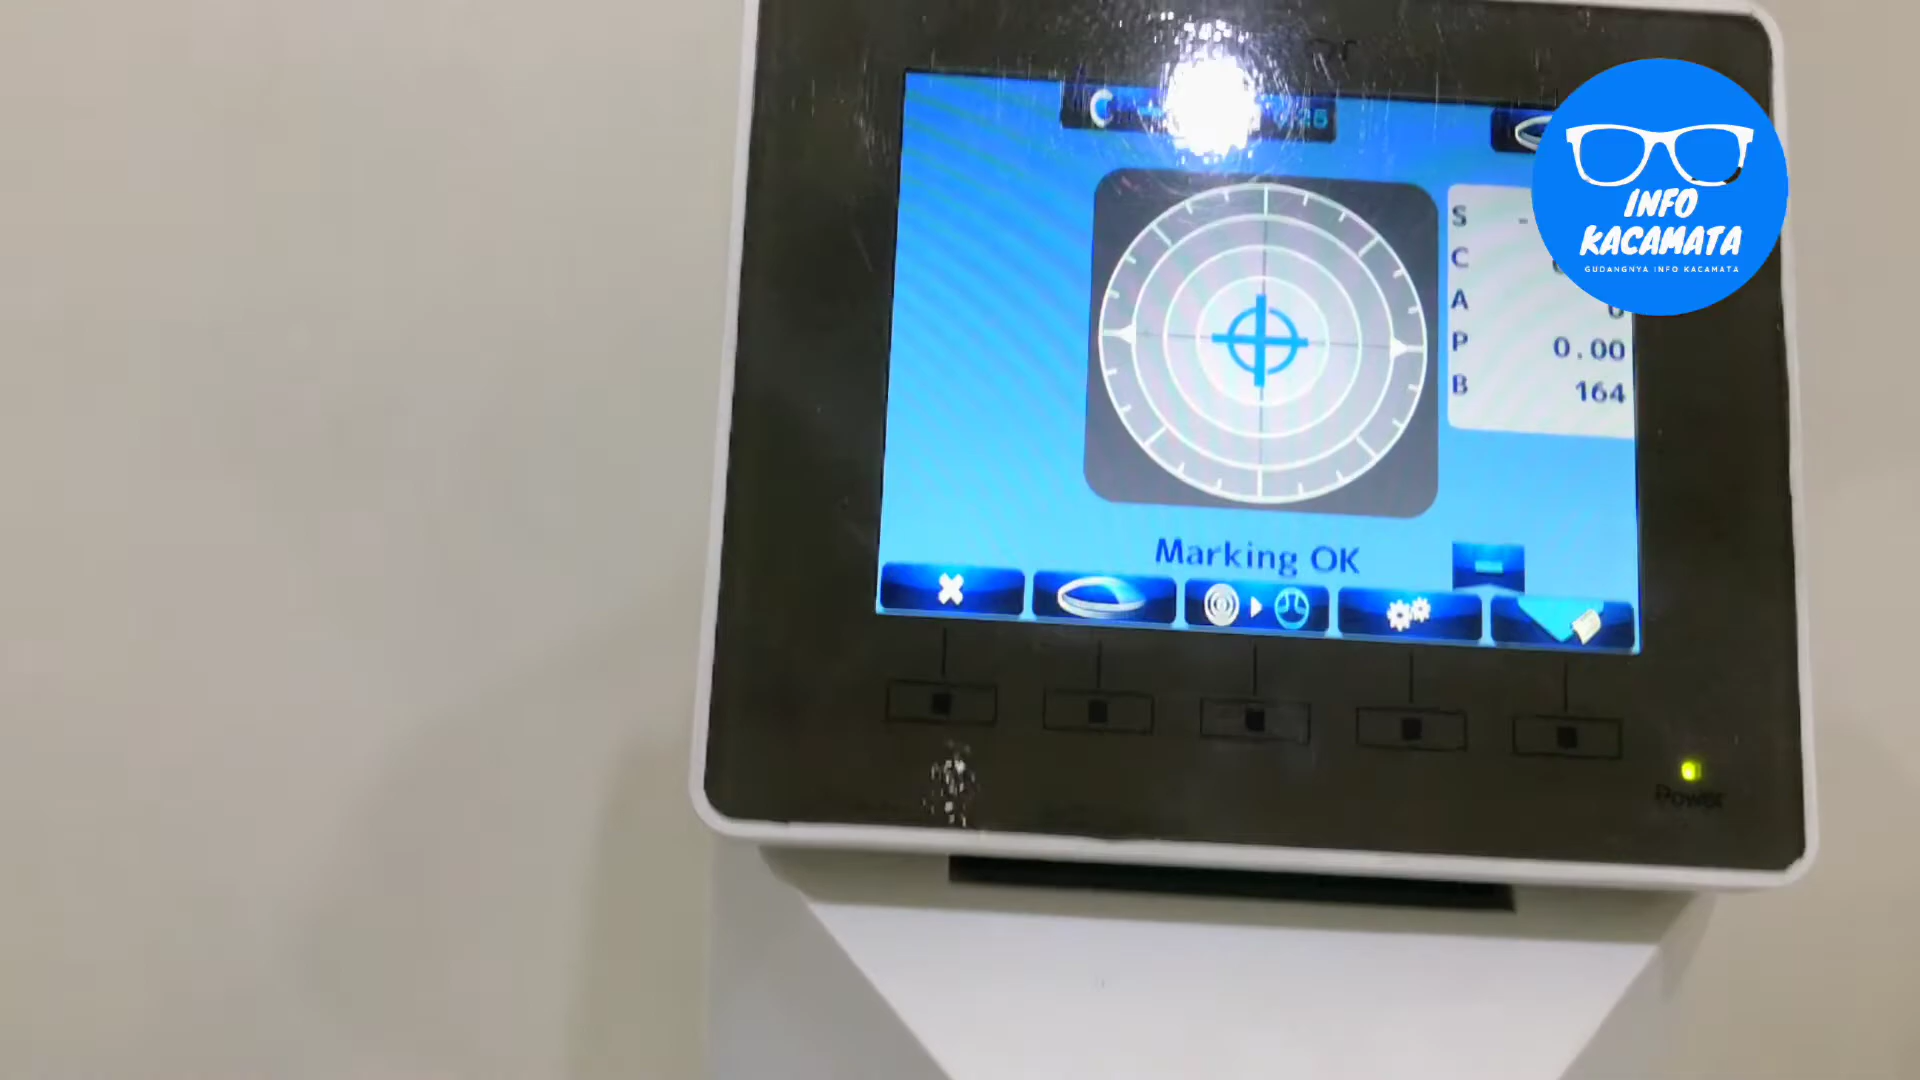 INFO
KACAMATA
GUDANGNYA INFO KACAMATA
S -
C
A
P 0.00
B 164
Marking OK
Power